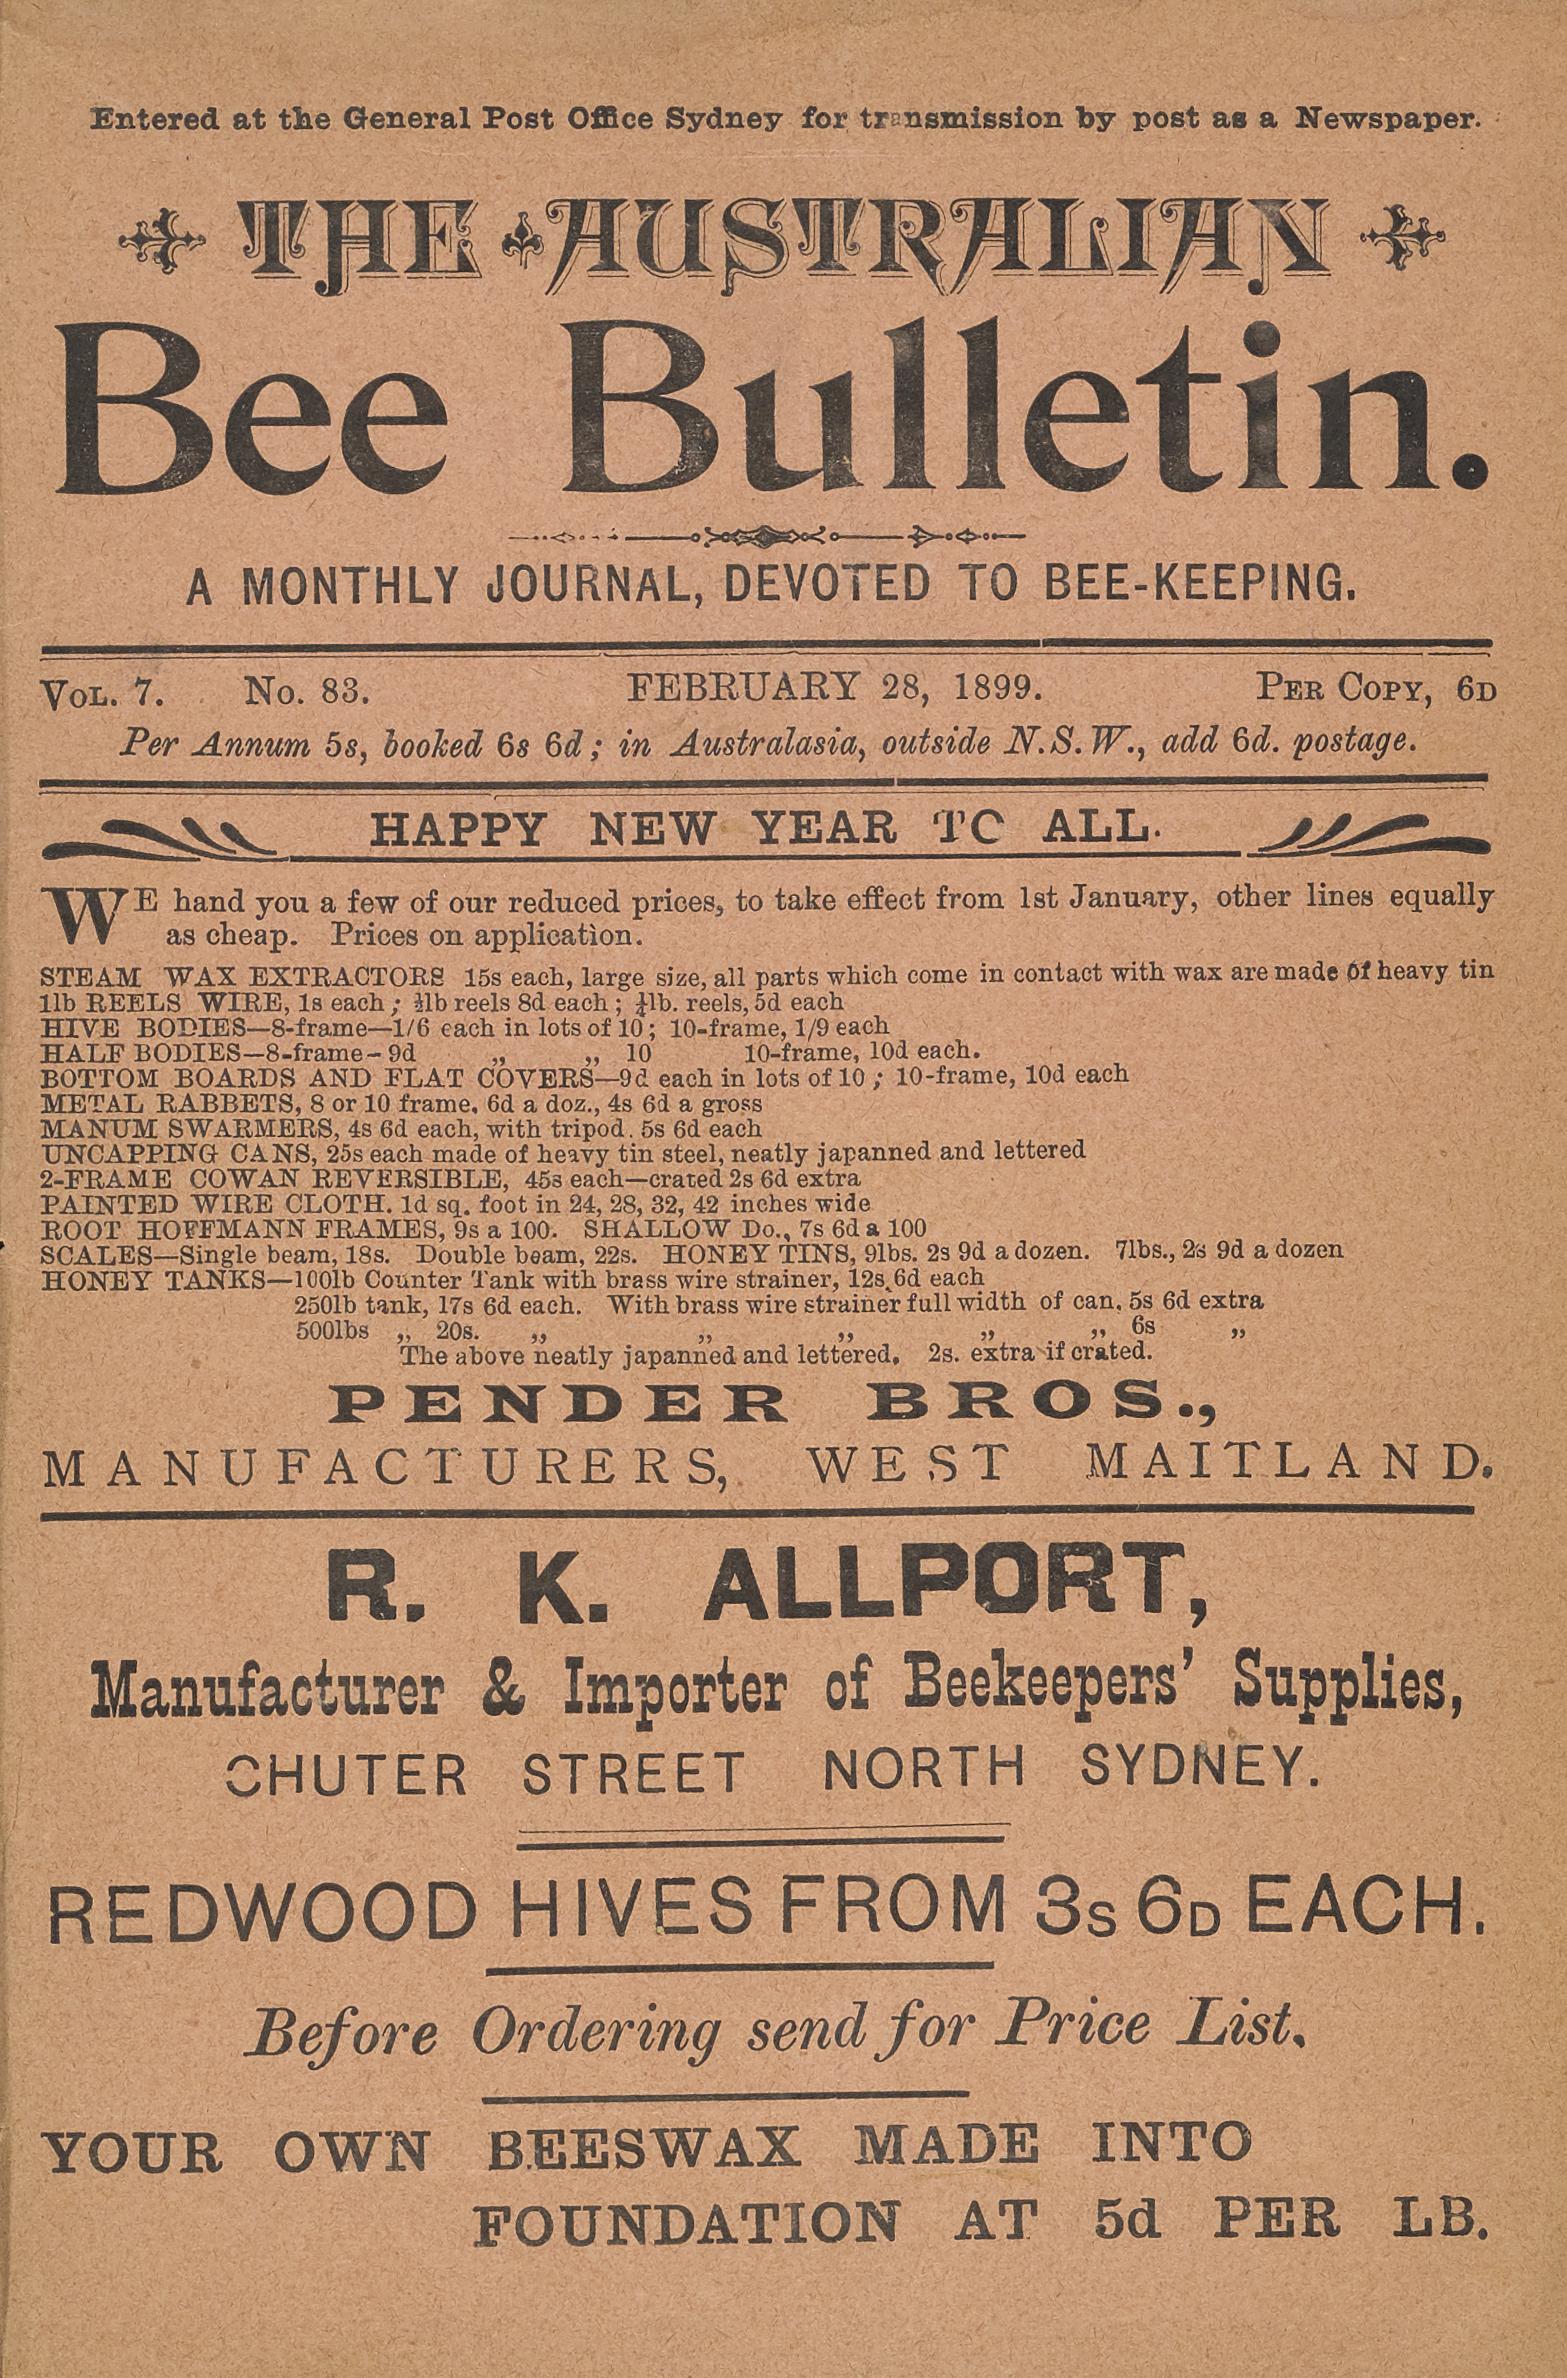 Entered at the General Post Office Sydney for transmission by post as a Newspaper.
THE AUSTRALIAN
Bee Bulletin.
A MONTHLY JOURNAL, DEVOTED TO BEE-KEEPING.
VOL. 7. No. 83. FEBRUARY 28, 1899. PER COPY, 6D
Per Annum 5s, booked 6s 6d; in Australasia, outside N.S.W., add 6d. postage.
HAPPY NEW YEAR TO ALL.
WE hand you a few of our reduced prices, to take effect from 1st January, other lines equally
as cheap. Prices on application.
STEAM WAX EXTRACTORS 15s each, large size, all parts which come in contact with wax are made of heavy tin
1lb REELS WIRE, 1s each; ½lb reels 8d each; ¼lb. reels, 5d each
HIVE BODIES—8-frame—1/6 each in lots of 10; 10-frame, 1/9 each
HALF BODIES—8-frame-9d „ „ 10 10-frame, 10d each.
BOTTOM BOARDS AND FLAT COVERS—9d each in lots of 10; 10-frame, 10d each
METAL RABBETS, 8 or 10 frame. 6d a doz., 4s 6d a gross
MANUM SWARMERS, 4s 6d each, with tripod. 5s 6d each
UNCAPPING CANS, 25s each made of heavy tin steel, neatly japanned and lettered
2-FRAME COWAN REVERSIBLE, 45s each—crated 2s 6d extra
PAINTED WIRE CLOTH. 1d sq. foot in 24, 28, 32, 42 inches wide
ROOT HOFFMANN FRAMES, 9s a 100. SHALLOW Do., 7s 6d a 100
SCALES—Single beam, 18s. Double beam, 22s. HONEY TINS, 9lbs. 2s 9d a dozen. 7lbs., 2s 9d a dozen
HONEY TANKS—100lb Counter Tank with brass wire strainer, 12s 6d each
250lb tank, 17s 6d each. With brass wire strainer full width of can. 5s 6d extra
500lbs „ 20s. „ „ „ „ „ 6s „
The above neatly japanned and lettered. 2s. extra if crated.
PENDER BROS.,
MANUFACTURERS, WEST MAITLAND.
R. K. ALLPORT,
Manufacturer & Importer of Beekeepers' Supplies,
CHUTER STREET NORTH SYDNEY.
REDWOOD HIVES FROM 3s 6D EACH.
Before Ordering send for Price List.
YOUR OWN BEESWAX MADE INTO
FOUNDATION AT 5d PER LB.